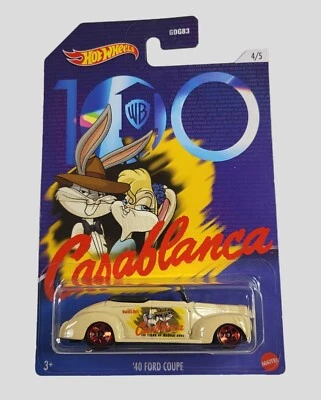 Hot Wheels
GDG83
4/5
100
WB
Casablanca
'40 FORD COUPE
3+
MATTEL